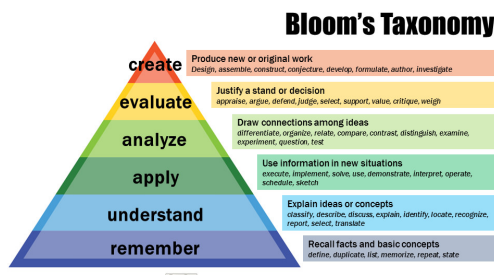 Bloom's Taxonomy
create
Produce new or original work
Design, assemble, construct, conjecture, develop, formulate, author, investigate
evaluate
Justify a stand or decision
appraise, argue, defend, judge, select, support, value, critique, weigh
analyze
Draw connections among ideas
differentiate, organize, relate, compare, contrast, distinguish, examine,
experiment, question, test
apply
Use information in new situations
execute, implement, solve, use, demonstrate, interpret, operate,
schedule, sketch
understand
Explain ideas or concepts
classify, describe, discuss, explain, identify, locate, recognize,
report, select, translate
remember
Recall facts and basic concepts
define, duplicate, list, memorize, repeat, state